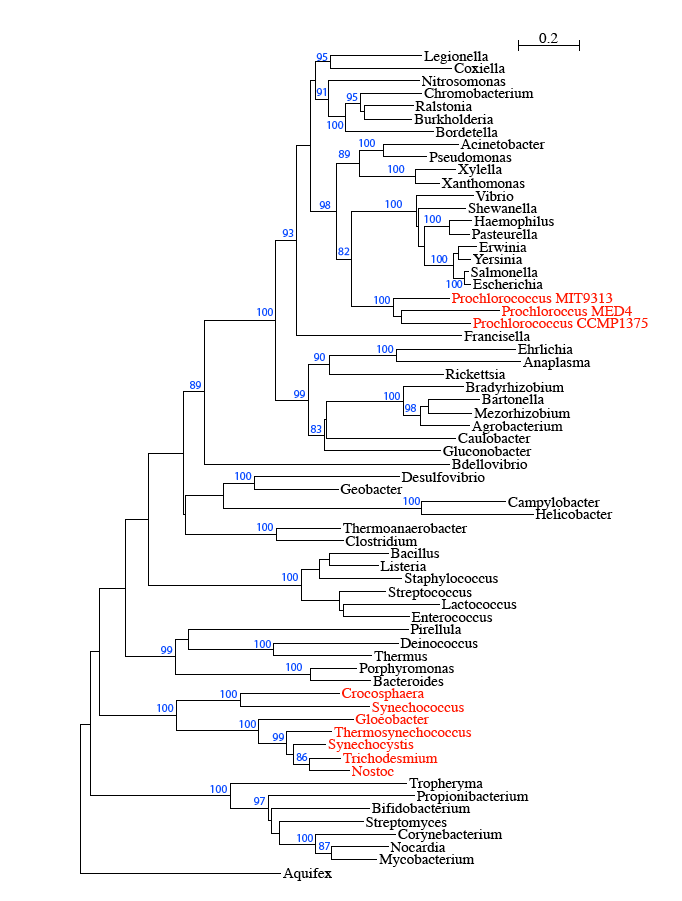 0.2
95
Legionella
Coxiella
Nitrosomonas
91
95
Chromobacterium
Ralstonia
Burkholderia
100
Bordetella
100
Acinetobacter
89
Pseudomonas
100
Xylella
Xanthomonas
Vibrio
98
100
Shewanella
100
Haemophilus
Pasteurella
93
Erwinia
82
100
Yersinia
Salmonella
100
Escherichia
100
Prochlorococcus MIT9313
Prochloroccus MED4
100
Prochlorococcus CCMP1375
Francisella
100
Ehrlichia
90
Anaplasma
Rickettsia
89
99
100
Bradyrhizobium
98
Bartonella
Mezorhizobium
Agrobacterium
83
Caulobacter
Gluconobacter
Bdellovibrio
100
Desulfovibrio
Geobacter
100
Campylobacter
Helicobacter
100
Thermoanaerobacter
Clostridium
Bacillus
Listeria
100
Staphylococcus
Streptococcus
Lactococcus
Enterococcus
Pirellula
99
100
Deinococcus
Thermus
100
Porphyromonas
Bacteroides
100
Crocosphaera
100
Synechococcus
100
Gloeobacter
99
Thermosynechococcus
Synechocystis
86
Trichodesmium
Nostoc
100
Tropheryma
97
Propionibacterium
Bifidobacterium
Streptomyces
100
Corynebacterium
87
Nocardia
Mycobacterium
Aquifex